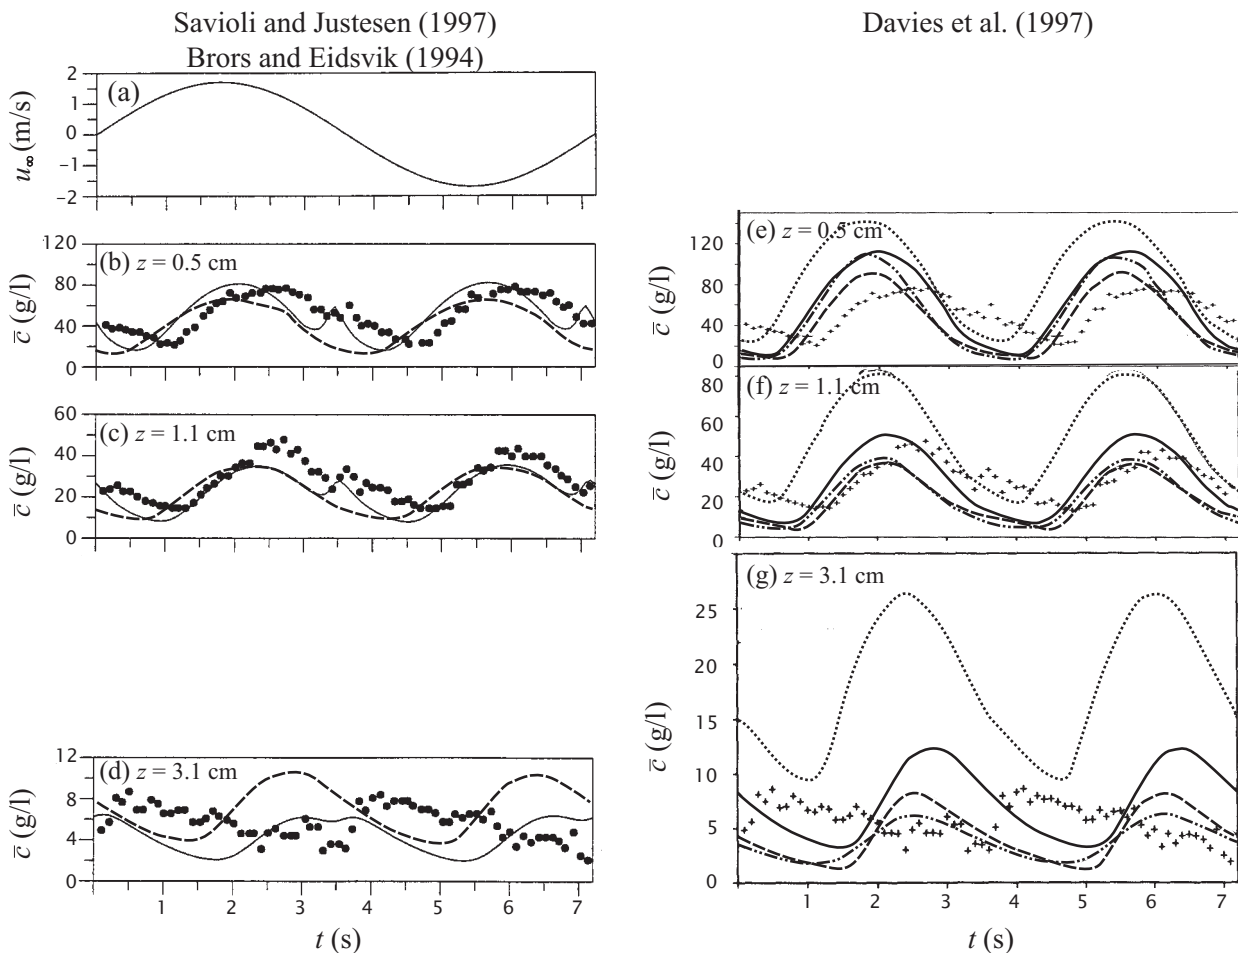 Savioli and Justesen (1997)
Brors and Eidsvik (1994)
Davies et al. (1997)
(a)
u∞ (m/s)
2
1
0
−1
−2
(b) z = 0.5 cm
c̄ (g/l)
120
80
40
0
(c) z = 1.1 cm
c̄ (g/l)
60
40
20
0
(d) z = 3.1 cm
c̄ (g/l)
12
8
4
0
1 2 3 4 5 6 7
t (s)
(e) z = 0.5 cm
c̄ (g/l)
120
80
40
0
(f) z = 1.1 cm
c̄ (g/l)
80
60
40
20
0
(g) z = 3.1 cm
c̄ (g/l)
25
20
15
10
5
0
0 1 2 3 4 5 6 7
t (s)